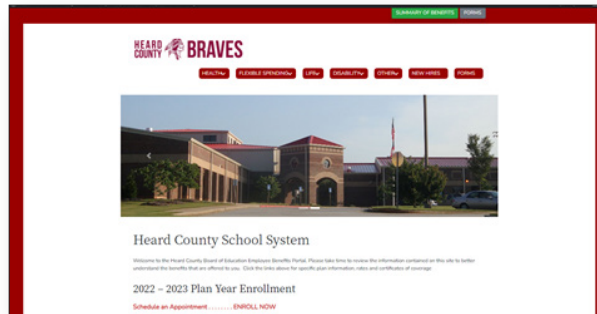 SUMMARY OF BENEFITS FORMS
HEARD COUNTY BRAVES
HEALTH FLEXIBLE SPENDING LIFE DISABILITY OTHER NEW HIRES FORMS
Heard County School System
Welcome to the Heard County Board of Education Employee Benefits Portal. Please take time to review the information contained on this site to better
understand the benefits that are offered to you. Click the links above for specific plan information, rates and certificates of coverage
2022 – 2023 Plan Year Enrollment
Schedule an Appointment . . . . . . . . ENROLL NOW